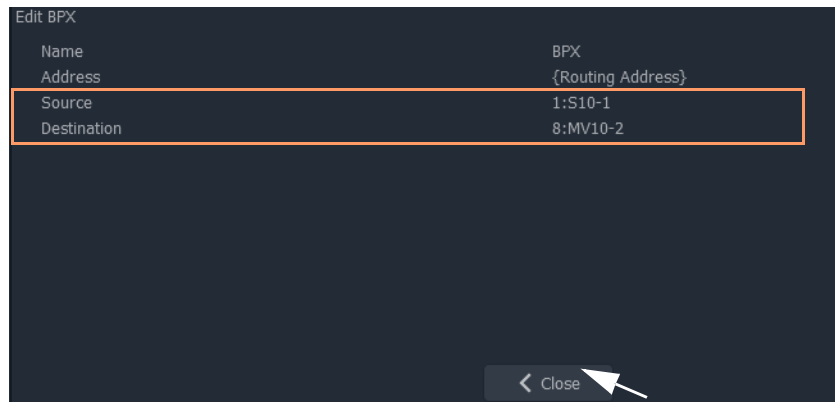 Edit BPX
Name BPX
Address {Routing Address}
Source 1:S10-1
Destination 8:MV10-2
Close